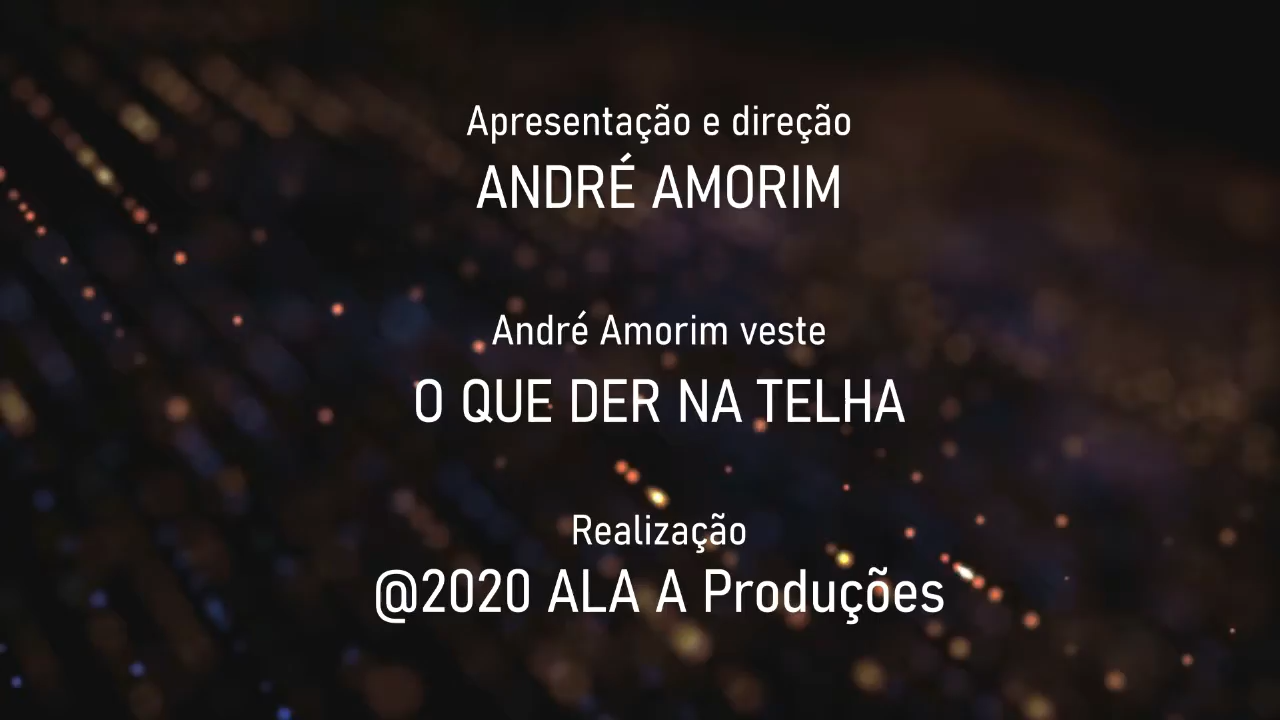 Apresentação e direção
ANDRÉ AMORIM
André Amorim veste
O QUE DER NA TELHA
Realização
@2020 ALA A Produções